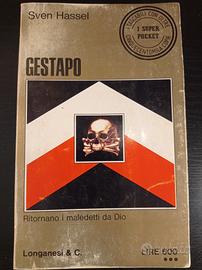 Sven Hassel
I SUPER
POCKET
GESTAPO
Ritornano i maledetti da Dio
Longanesi & C.
LIRE 600